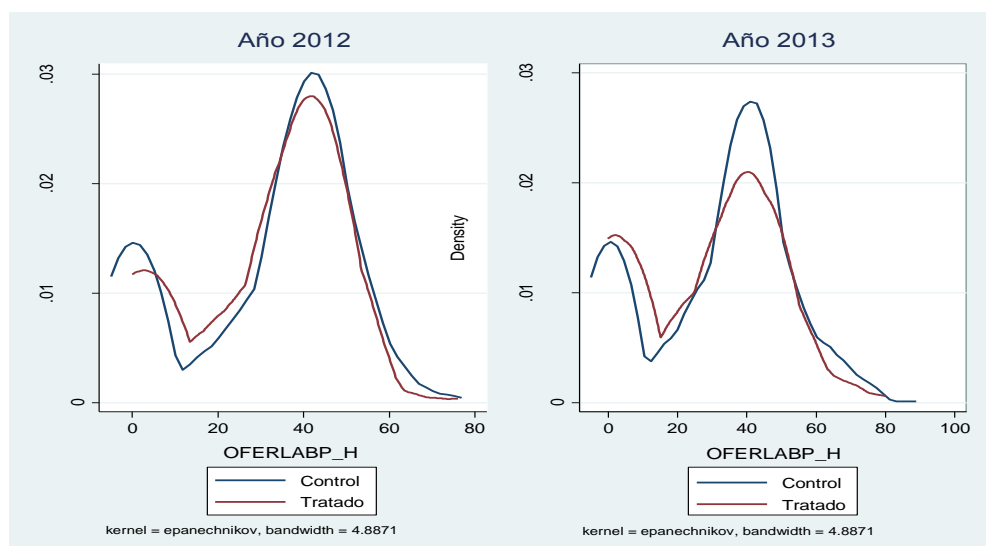 Año 2012
.03
.02
.01
0
0 20 40 60 80
OFERLABP_H
Control
Tratado
kernel = epanechnikov, bandwidth = 4.8871
Año 2013
Density
.03
.02
.01
0
0 20 40 60 80 100
OFERLABP_H
Control
Tratado
kernel = epanechnikov, bandwidth = 4.8871